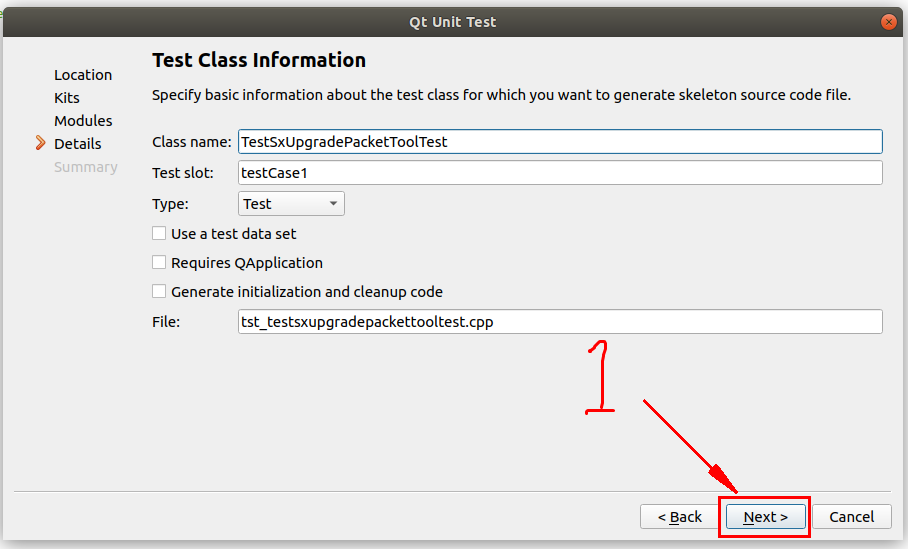 Qt Unit Test
Test Class Information
Location
Kits
Modules
Details
Summary
Specify basic information about the test class for which you want to generate skeleton source code file.
Class name: TestSxUpgradePacketToolTest
Test slot: testCase1
Type: Test
Use a test data set
Requires QApplication
Generate initialization and cleanup code
File: tst_testsxupgradepackettooltest.cpp
1
< Back Next > Cancel